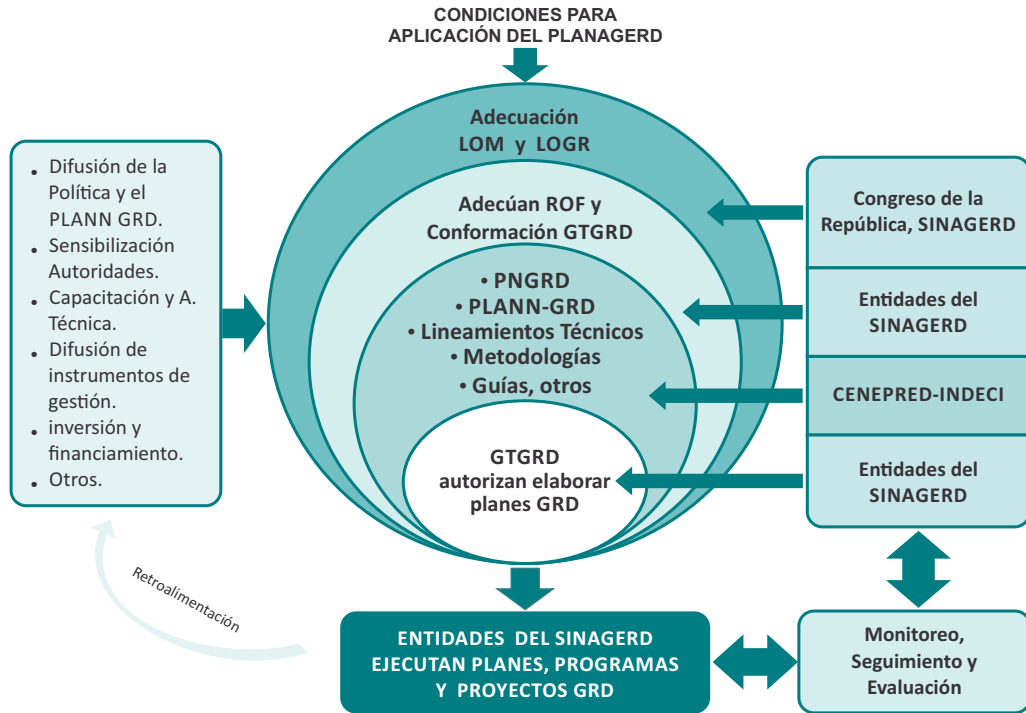 CONDICIONES PARA
APLICACIÓN DEL PLANAGERD
• Difusión de la
Política y el
PLANN GRD.
• Sensibilización
Autoridades.
• Capacitación y A.
Técnica.
• Difusión de
instrumentos de
gestión.
• inversión y
financiamiento.
• Otros.
Adecuación
LOM y LOGR
Adecúan ROF y
Conformación GTGRD
• PNGRD
• PLANN-GRD
• Lineamientos Técnicos
• Metodologías
• Guías, otros
GTGRD
autorizan elaborar
planes GRD
Congreso de la
República, SINAGERD
Entidades del
SINAGERD
CENEPRED-INDECI
Entidades del
SINAGERD
Retroalimentación
ENTIDADES DEL SINAGERD
EJECUTAN PLANES, PROGRAMAS
Y PROYECTOS GRD
Monitoreo,
Seguimiento y
Evaluación